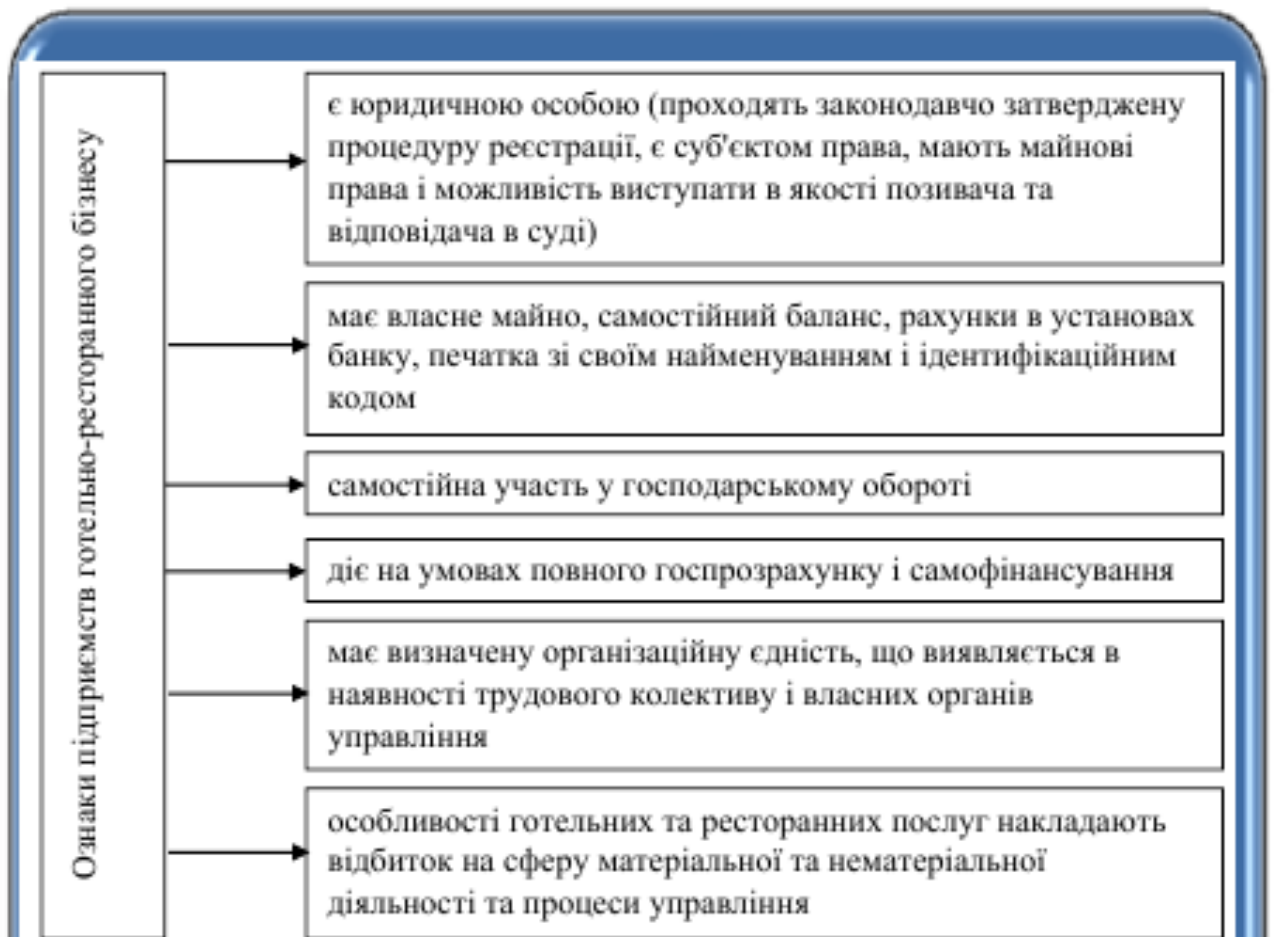 Ознаки підприємств готельно-ресторанного бізнесу
є юридичною особою (проходять законодавчо затверджену
процедуру реєстрації, є суб'єктом права, мають майнові
права і можливість виступати в якості позивача та
відповідача в суді)
має власне майно, самостійний баланс, рахунки в установах
банку, печатка зі своїм найменуванням і ідентифікаційним
кодом
самостійна участь у господарському обороті
діє на умовах повного госпрозрахунку і самофінансування
має визначену організаційну єдність, що виявляється в
наявності трудового колективу і власних органів
управління
особливості готельних та ресторанних послуг накладають
відбиток на сферу матеріальної та нематеріальної
діяльності та процеси управління